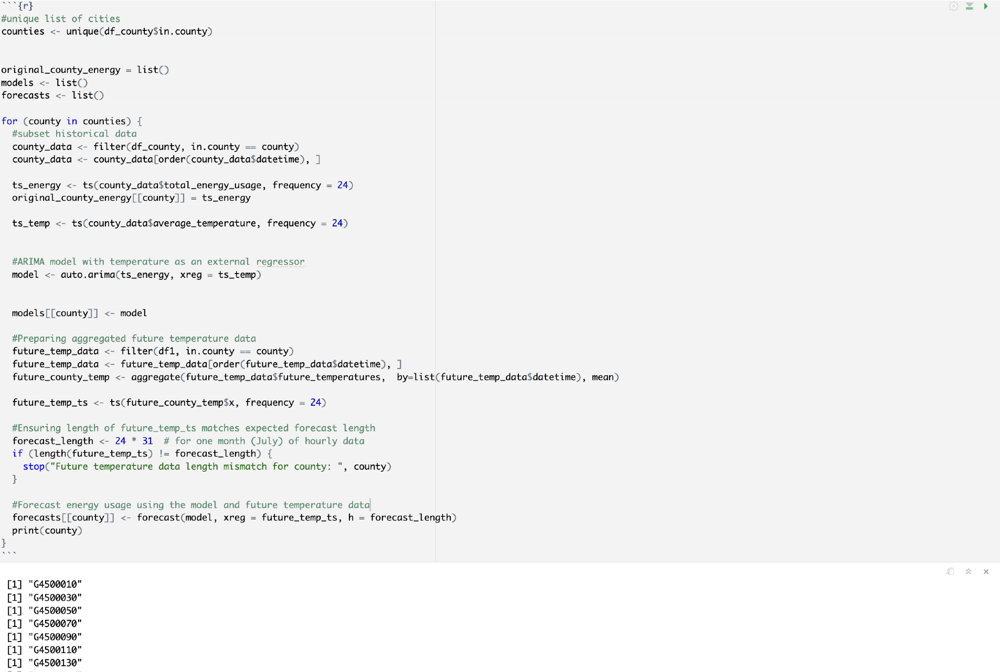 ```{r}
#unique list of cities
counties <- unique(df_county$in.county)
original_county_energy = list()
models <- list()
forecasts <- list()
for (county in counties) {
  #subset historical data
  county_data <- filter(df_county, in.county == county)
  county_data <- county_data[order(county_data$datetime), ]
  ts_energy <- ts(county_data$total_energy_usage, frequency = 24)
  original_county_energy[[county]] = ts_energy
  ts_temp <- ts(county_data$average_temperature, frequency = 24)
  #ARIMA model with temperature as an external regressor
  model <- auto.arima(ts_energy, xreg = ts_temp)
  models[[county]] <- model
  #Preparing aggregated future temperature data
  future_temp_data <- filter(df1, in.county == county)
  future_temp_data <- future_temp_data[order(future_temp_data$datetime), ]
  future_county_temp <- aggregate(future_temp_data$future_temperatures,  by=list(future_temp_data$datetime), mean)
  future_temp_ts <- ts(future_county_temp$x, frequency = 24)
  #Ensuring length of future_temp_ts matches expected forecast length
  forecast_length <- 24 * 31  # for one month (July) of hourly data
  if (length(future_temp_ts) != forecast_length) {
    stop("Future temperature data length mismatch for county: ", county)
  }
  #Forecast energy usage using the model and future temperature data
  forecasts[[county]] <- forecast(model, xreg = future_temp_ts, h = forecast_length)
  print(county)
}
```
[1] "G4500010"
[1] "G4500030"
[1] "G4500050"
[1] "G4500070"
[1] "G4500090"
[1] "G4500110"
[1] "G4500130"